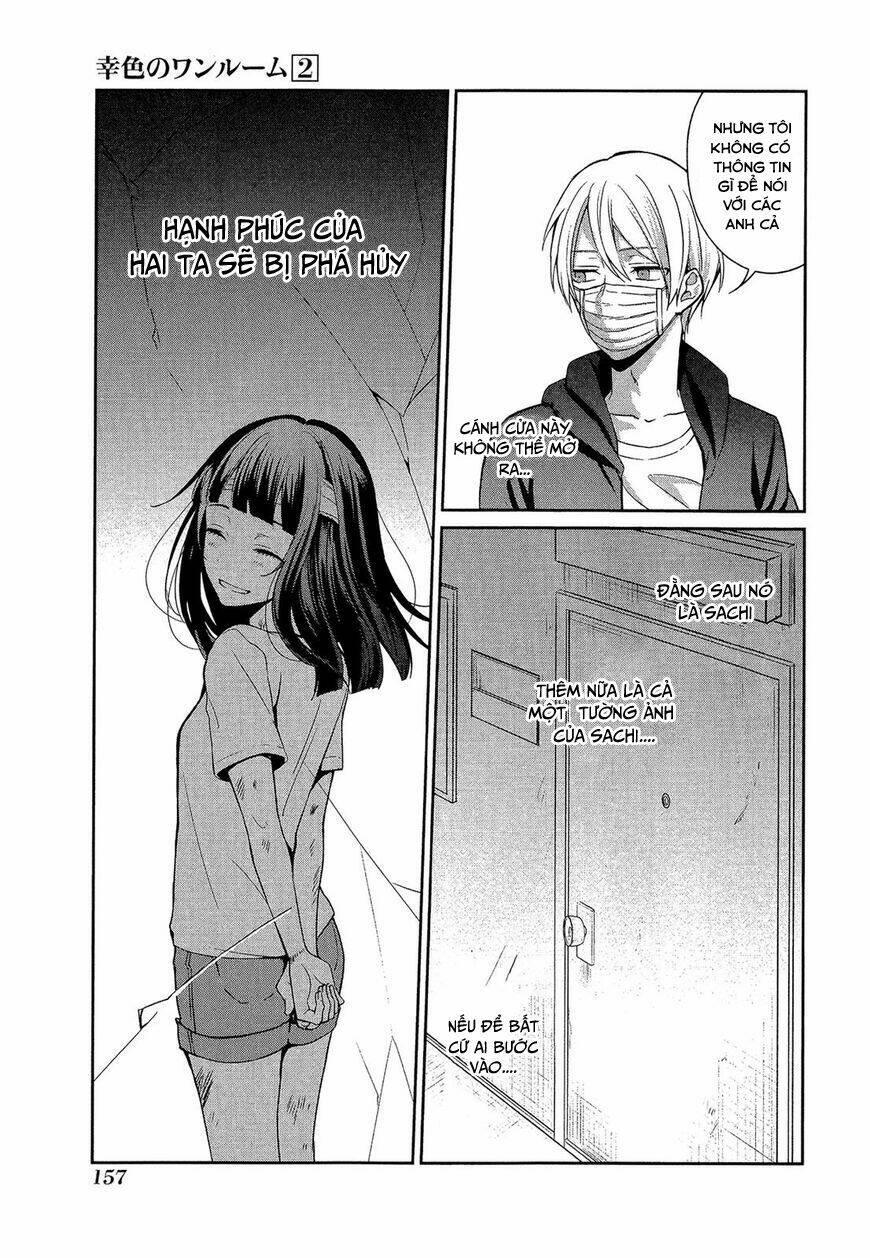 幸色のワンルーム2
NHƯNG TÔI
KHÔNG CÓ
THÔNG TIN
GÌ ĐỂ NÓI
VỚI CÁC
ANH CẢ
CÁNH CỬA NÀY
KHÔNG THỂ MỞ
RA...
ĐẰNG SAU NÓ
LÀ SACHI
THÊM NỮA LÀ CẢ
MỘT TƯỜNG ẢNH
CỦA SACHI....
NẾU ĐỂ BẤT
CỨ AI BƯỚC
VÀO....
HẠNH PHÚC CỦA
HAI TA SẼ BỊ PHÁ HỦY
157